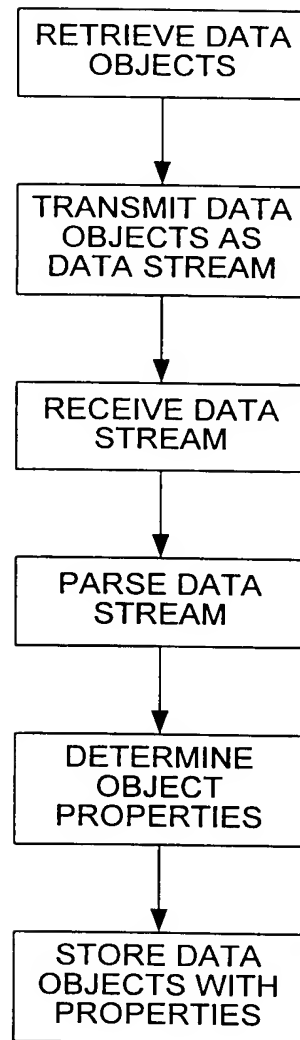 RETRIEVE DATA
OBJECTS
TRANSMIT DATA
OBJECTS AS
DATA STREAM
RECEIVE DATA
STREAM
PARSE DATA
STREAM
DETERMINE
OBJECT
PROPERTIES
STORE DATA
OBJECTS WITH
PROPERTIES